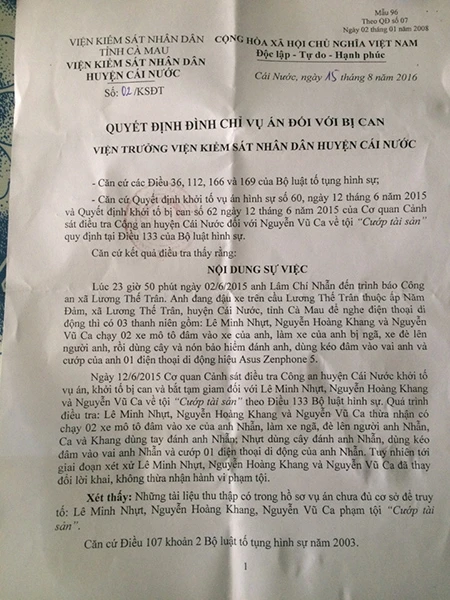 Mẫu 96
Theo QĐ số 07
Ngày 02 tháng 01 năm 2008
VIỆN KIỂM SÁT NHÂN DÂN
TỈNH CÀ MAU
VIỆN KIỂM SÁT NHÂN DÂN
HUYỆN CÁI NƯỚC
Số: 02/KSĐT
CỘNG HÒA XÃ HỘI CHỦ NGHĨA VIỆT NAM
Độc lập - Tự do - Hạnh phúc
Cái Nước, ngày 15 tháng 8 năm 2016
QUYẾT ĐỊNH ĐÌNH CHỈ VỤ ÁN ĐỐI VỚI BỊ CAN
VIỆN TRƯỞNG VIỆN KIỂM SÁT NHÂN DÂN HUYỆN CÁI NƯỚC
- Căn cứ các Điều 36, 112, 166 và 169 của Bộ luật tố tụng hình sự;
- Căn cứ Quyết định khởi tố vụ án hình sự số 60, ngày 12 tháng 6 năm 2015
và Quyết định khởi tố bị can số 62 ngày 12 tháng 6 năm 2015 của Cơ quan Cảnh
sát điều tra Công an huyện Cái Nước đối với Nguyễn Vũ Ca về tội “Cướp tài sản”
quy định tại Điều 133 của Bộ luật hình sự.
Căn cứ kết quả điều tra thấy rằng:
NỘI DUNG SỰ VIỆC
Lúc 23 giờ 50 phút ngày 02/6/2015 anh Lâm Chí Nhẫn đến trình báo Công
an xã Lương Thế Trân. Anh đang đậu xe trên cầu Lương Thế Trân thuộc ấp Năm
Đảm, xã Lương Thế Trân, huyện Cái Nước, tỉnh Cà Mau để nghe điện thoại di
động thì có 03 thanh niên gồm: Lê Minh Nhựt, Nguyễn Hoàng Khang và Nguyễn
Vũ Ca chạy 02 xe mô tô đâm vào xe của anh, làm xe của anh bị ngã, xe đè lên
người anh, rồi dùng cây và nón bảo hiểm đánh anh, dùng kéo đâm vào vai anh và
cướp của anh 01 điện thoại di động hiệu Asus Zenphone 5.
Ngày 12/6/2015 Cơ quan Cảnh sát điều tra Công an huyện Cái Nước khởi tố
vụ án, khởi tố bị can và bắt tạm giam đối với Lê Minh Nhựt, Nguyễn Hoàng Khang
và Nguyễn Vũ Ca về tội “Cướp tài sản” theo Điều 133 Bộ luật hình sự. Quá trình
điều tra: Lê Minh Nhựt, Nguyễn Hoàng Khang và Nguyễn Vũ Ca thừa nhận có
chạy 02 xe mô tô đâm vào xe của anh Nhẫn, làm xe ngã, đè lên người anh Nhẫn,
Ca và Khang dùng tay đánh anh Nhẫn, Nhựt dùng cây đánh anh Nhẫn, dùng kéo
đâm vào vai anh Nhẫn và cướp 01 điện thoại di động của anh Nhẫn. Tuy nhiên tới
giai đoạn xét xử Lê Minh Nhựt, Nguyễn Hoàng Khang và Nguyễn Vũ Ca đã thay
đổi lời khai, không thừa nhận hành vi phạm tội.
Xét thấy: Những tài liệu thu thập có trong hồ sơ vụ án chưa đủ cơ sở để truy
tố: Lê Minh Nhựt, Nguyễn Hoàng Khang, Nguyễn Vũ Ca phạm tội “Cướp tài
sản”.
Căn cứ Điều 107 khoản 2 Bộ luật tố tụng hình sự năm 2003.
1